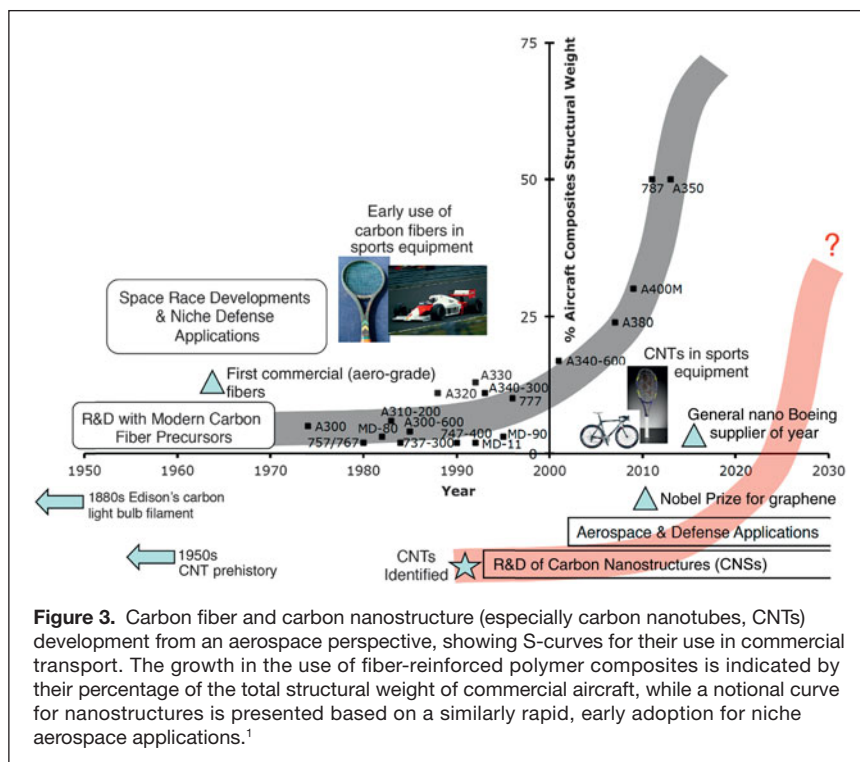 75
50
25
0
% Aircraft Composites Structural Weight
Early use of
carbon fibers in
sports equipment
Space Race Developments
& Niche Defense
Applications
First commercial (aero-grade)
fibers
R&D with Modern Carbon
Fiber Precursors
787
A350
?
A400M
A380
A340-600
A330
A320
A340-300
777
A310-200
A300
MD-80
A300-600
747-400
MD-90
757/767
737-300
MD-11
CNTs in sports
equipment
General nano Boeing
supplier of year
1950
1960
1970
1980
1990
2000
2010
2020
2030
Year
1880s Edison's carbon
light bulb filament
Nobel Prize for graphene
Aerospace & Defense Applications
1950s
CNT prehistory
CNTs
Identified
R&D of Carbon Nanostructures (CNSs)
Figure 3. Carbon fiber and carbon nanostructure (especially carbon nanotubes, CNTs)
development from an aerospace perspective, showing S-curves for their use in commercial
transport. The growth in the use of fiber-reinforced polymer composites is indicated by
their percentage of the total structural weight of commercial aircraft, while a notional curve
for nanostructures is presented based on a similarly rapid, early adoption for niche
aerospace applications.¹